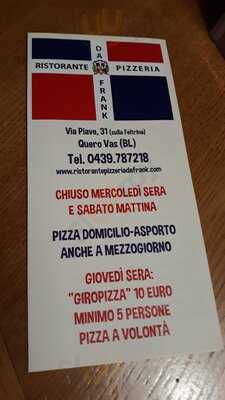 DA FRANK
RISTORANTE PIZZERIA
Via Piave, 31 (sulla Feltrina)
Quero Vas (BL)
Tel. 0439.787218
www.ristorantepizzeriadafrank.com
CHIUSO MERCOLEDÌ SERA
E SABATO MATTINA
PIZZA DOMICILIO-ASPORTO
ANCHE A MEZZOGIORNO
GIOVEDÌ SERA:
"GIROPIZZA" 10 EURO
MINIMO 5 PERSONE
PIZZA A VOLONTÀ